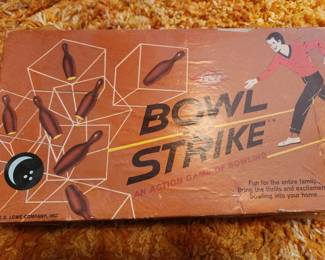 BOWL
STRIKE
AN ACTION GAME OF BOWLING
Fun for the entire family
Bring the thrills and excitement
bowling into your home
E.S. LOWE COMPANY, INC.